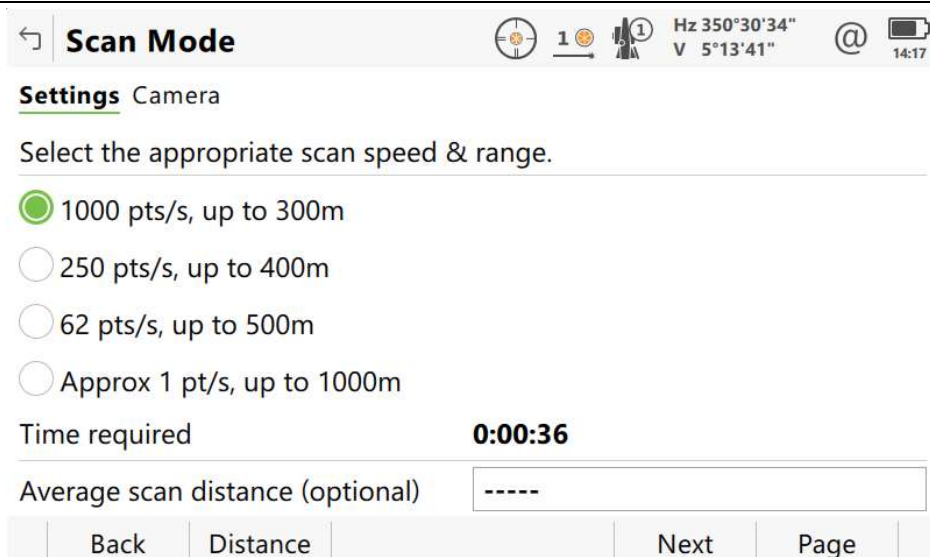 Scan Mode
1
1
Hz 350°30'34"
V 5°13'41"
@
14:17
Settings Camera
Select the appropriate scan speed & range.
1000 pts/s, up to 300m
250 pts/s, up to 400m
62 pts/s, up to 500m
Approx 1 pt/s, up to 1000m
Time required 0:00:36
Average scan distance (optional) -----
Back Distance Next Page